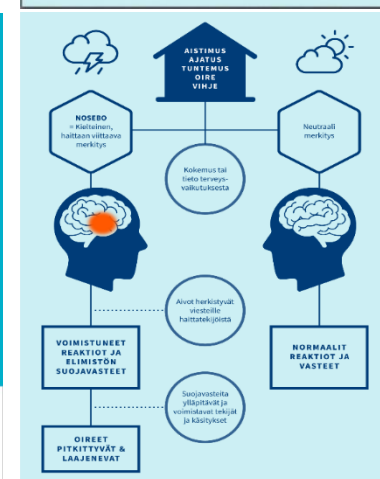 AISTIMUS
AJATUS
TUNTEMUS
OIRE
VIHJE
NOSEBO
= Kielteinen,
haittaan viittaava
merkitys
Neutraali
merkitys
Kokemus tai
tieto terveys-
vaikutuksesta
Aivot herkistyvät
viesteille
haittatekijöistä
VOIMISTUNEET
REAKTIOT JA
ELIMISTÖN
SUOJAVASTEET
NORMAALIT
REAKTIOT JA
VASTEET
Suojavasteita
ylläpitävät ja
voimistavat tekijät
ja käsitykset
OIREET
PITKITTYVÄT &
LAAJENEVAT